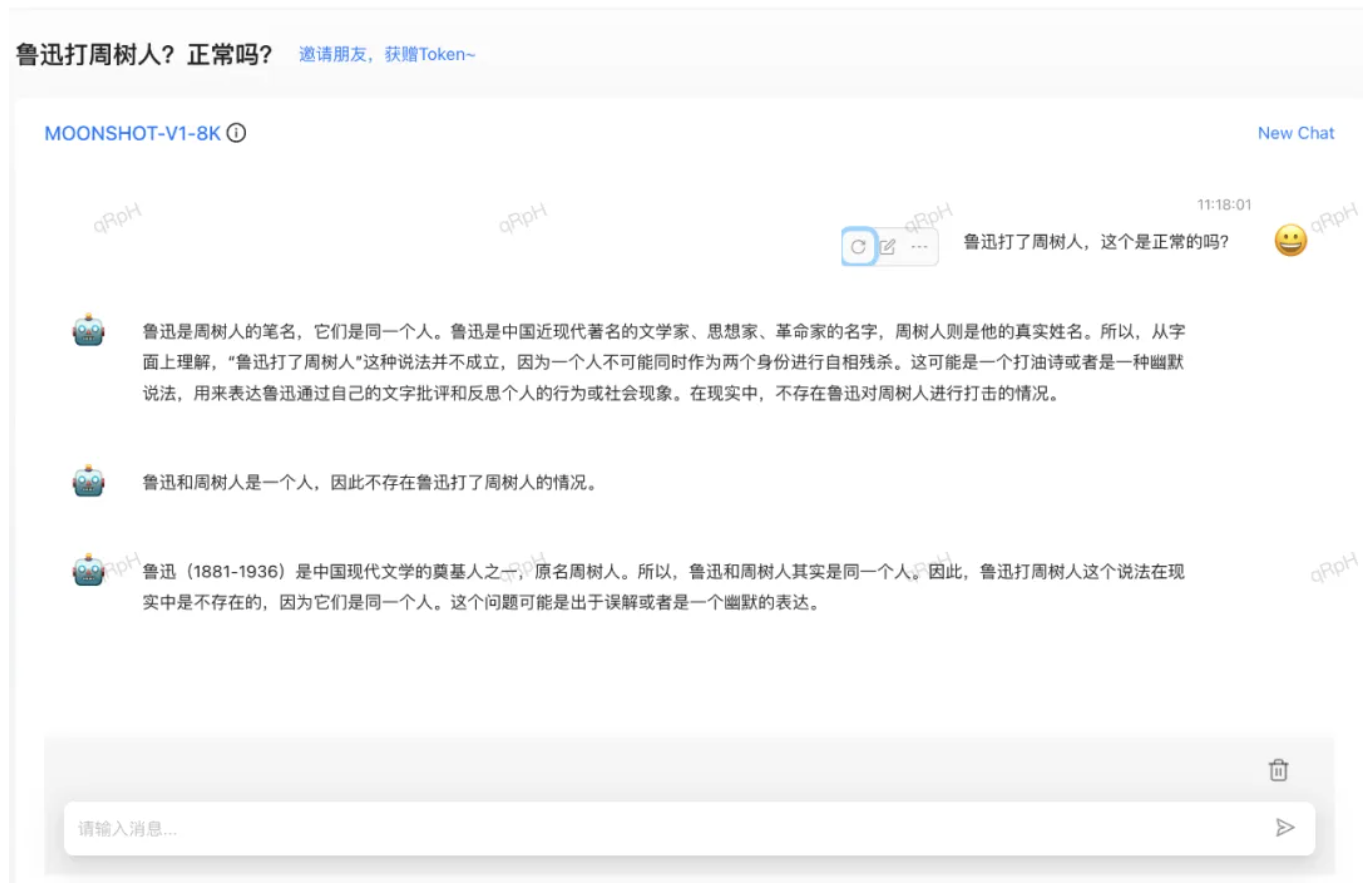 鲁迅打周树人？正常吗？ 邀请朋友，获赠Token~
MOONSHOT-V1-8K
New Chat
11:18:01
鲁迅打了周树人，这个是正常的吗?
鲁迅是周树人的笔名，它们是同一个人。鲁迅是中国近现代著名的文学家、思想家、革命家的名字，周树人则是他的真实姓名。所以，从字
面上理解，“鲁迅打了周树人”这种说法并不成立，因为一个人不可能同时作为两个身份进行自相残杀。这可能是一个打油诗或者是一种幽默
说法，用来表达鲁迅通过自己的文字批评和反思个人的行为或社会现象。在现实中，不存在鲁迅对周树人进行打击的情况。
鲁迅和周树人是一个人，因此不存在鲁迅打了周树人的情况。
鲁迅（1881-1936）是中国现代文学的奠基人之一，原名周树人。所以，鲁迅和周树人其实是同一个人。因此，鲁迅打周树人这个说法在现
实中是不存在的，因为它们是同一个人。这个问题可能是出于误解或者是一个幽默的表达。
请输入消息...
qRpH
qRpH
qRpH
qRpH
qRpH
qRpH
qRpH
qRpH